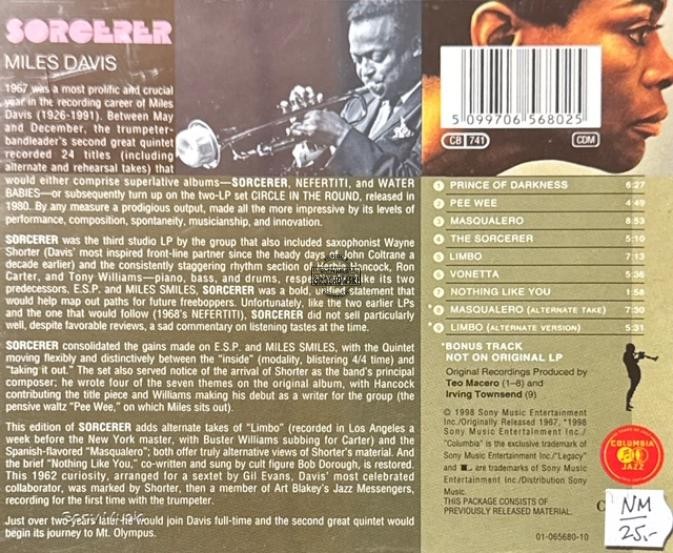 SORCERER
MILES DAVIS
1967 was a most prolific and crucial
year in the recording career of Miles
Davis (1926-1991). Between May
and December, the trumpeter-
bandleader's second great quintet
recorded 24 titles (including
alternate and rehearsal takes) that
would either comprise superlative albums—SORCERER, NEFERTITI, and WATER
BABIES—or subsequently turn up on the two-LP set CIRCLE IN THE ROUND, released in
1980. By any measure a prodigious output, made all the more impressive by its levels of
performance, composition, spontaneity, musicianship, and innovation.
SORCERER was the third studio LP by the group that also included saxophonist Wayne
Shorter (Davis' most inspired front-line partner since the heady days of John Coltrane a
decade earlier) and the consistently staggering rhythm section of Herbie Hancock, Ron
Carter, and Tony Williams—piano, bass, and drums, Like its two
predecessors, E.S.P. and MILES SMILES, SORCERER was a bold, unified statement that
would help map out paths for future freeboppers. Unfortunately, like the two earlier LPs
and the one that would follow (1968's NEFERTITI), SORCERER did not sell particularly
well, despite favorable reviews, a sad commentary on listening tastes at the time.
SORCERER consolidated the gains made on E.S.P. and MILES SMILES, with the Quintet
moving flexibly and distinctively between the "inside" (modality, blistering 4/4 time) and
"taking it out." The set also served notice of the arrival of Shorter as the band's principal
composer; he wrote four of the seven themes on the original album, with Hancock
contributing the title piece and Williams making his debut as a writer for the group (the
pensive waltz "Pee Wee," on which Miles sits out).
This edition of SORCERER adds alternate takes of "Limbo" (recorded in Los Angeles a
week before the New York master, with Buster Williams subbing for Carter) and the
Spanish-flavored "Masqualero"; both offer truly alternative views of Shorter's material. And
the brief "Nothing Like You," co-written and sung by cult figure Bob Dorough, is restored.
This 1962 curiosity, arranged for a sextet by Gil Evans, Davis' most celebrated
collaborator, was marked by Shorter, then a member of Art Blakey's Jazz Messengers,
recording for the first time with the trumpeter.
Just over two years later he would join Davis full-time and the second great quintet would
begin its journey to Mt. Olympus.
5 099706 568025
CB 741
CDM
1 PRINCE OF DARKNESS 6:27
2 PEE WEE 4:49
3 MASQUALERO 8:53
4 THE SORCERER 5:10
5 LIMBO 7:13
6 VONETTA 5:36
7 NOTHING LIKE YOU 1:58
*8 MASQUALERO (ALTERNATE TAKE) 7:30
*9 LIMBO (ALTERNATE VERSION) 5:31
*BONUS TRACK
NOT ON ORIGINAL LP
Original Recordings Produced by
Teo Macero (1-8) and
Irving Townsend (9)
© 1998 Sony Music Entertainment
Inc./Originally Released 1967, *1998
Sony Music Entertainment Inc./
"Columbia" is the exclusive trademark of
Sony Music Entertainment Inc./"Legacy"
and are trademarks of Sony Music
Entertainment Inc./Distribution Sony
Music.
THIS PACKAGE CONSISTS OF
PREVIOUSLY RELEASED MATERIAL.
01-065680-10
COLUMBIA
JAZZ
NM
25,-